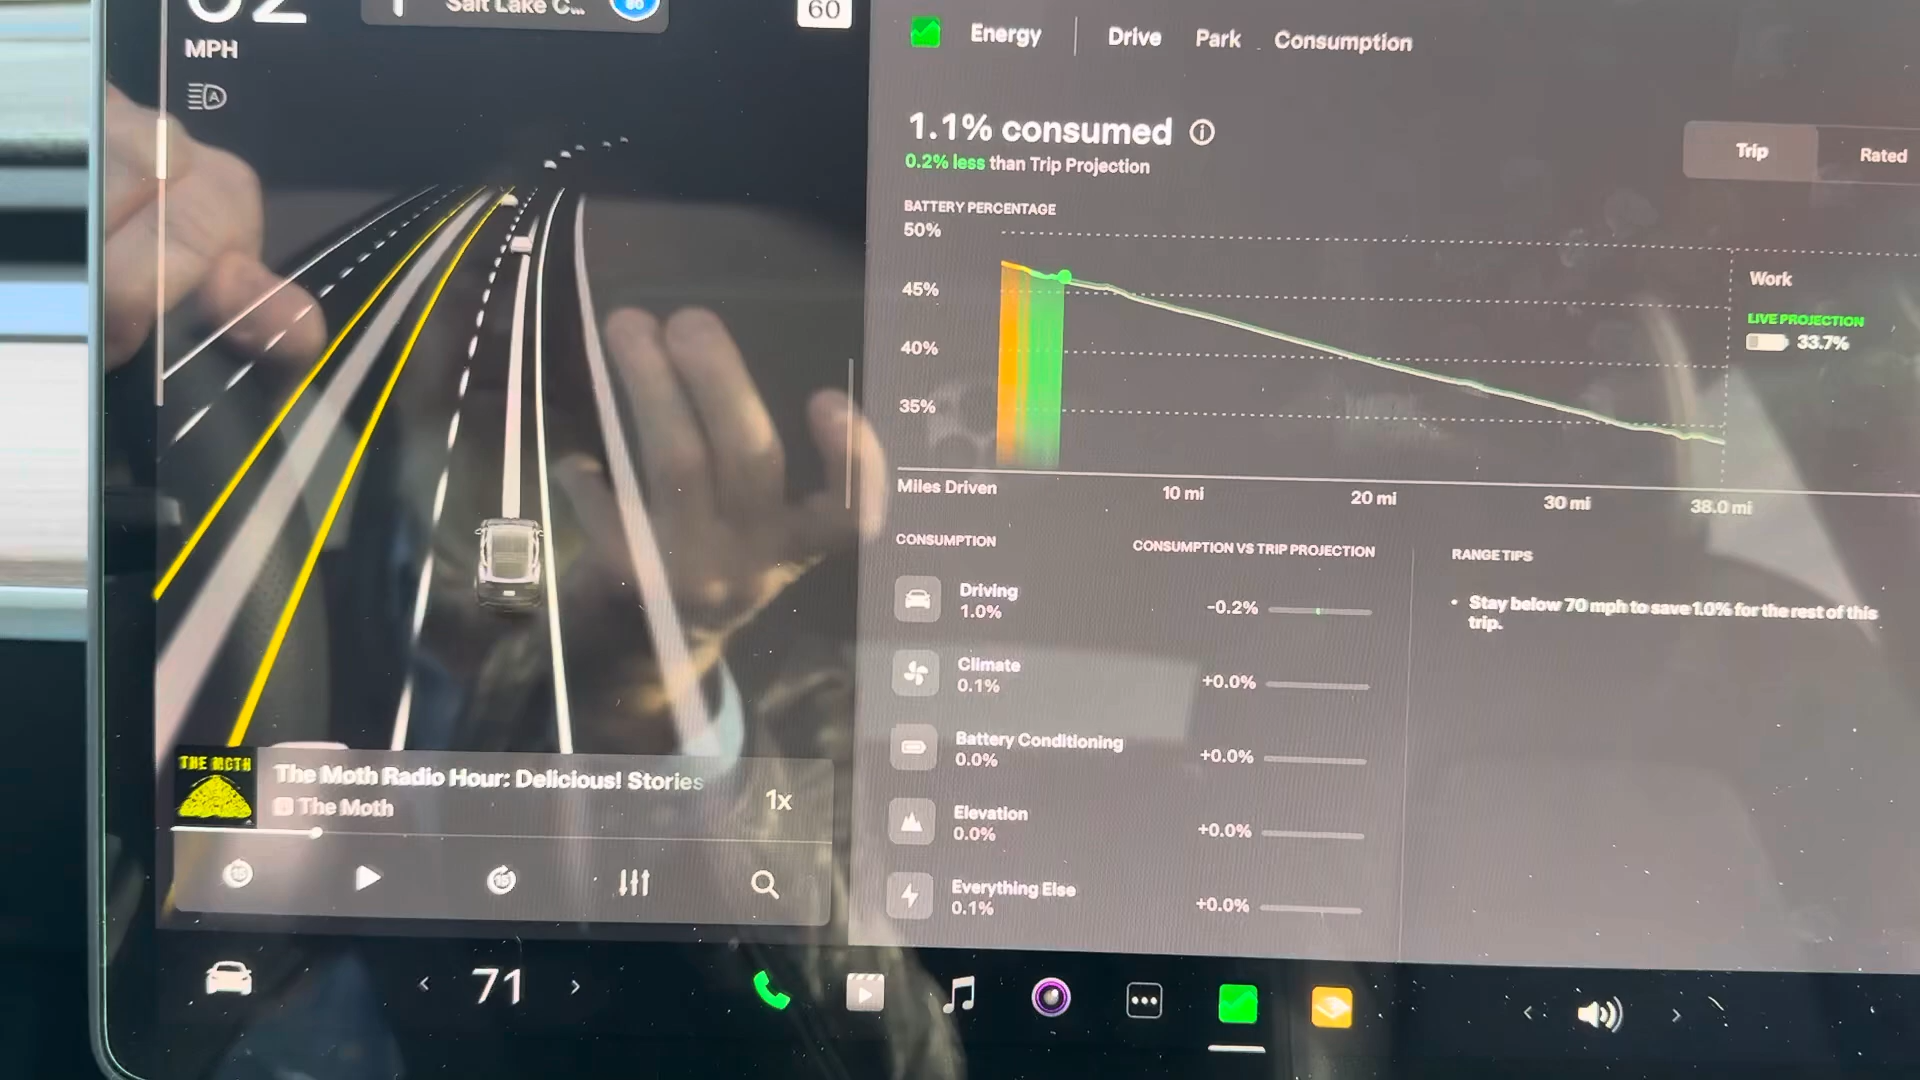 Salt Lake C...
80
60
MPH
A
Energy
Drive
Park
Consumption
1.1% consumed
0.2% less than Trip Projection
Trip
Rated
BATTERY PERCENTAGE
50%
45%
40%
35%
Work
LIVE PROJECTION
33.7%
Miles Driven
10 mi
20 mi
30 mi
38.0 mi
CONSUMPTION
CONSUMPTION VS TRIP PROJECTION
Driving
1.0%
-0.2%
Climate
0.1%
+0.0%
Battery Conditioning
0.0%
+0.0%
Elevation
0.0%
+0.0%
Everything Else
0.1%
+0.0%
RANGE TIPS
• Stay below 70 mph to save 1.0% for the rest of this
trip.
THE MOTH
The Moth Radio Hour: Delicious! Stories
The Moth
1x
15
15
71